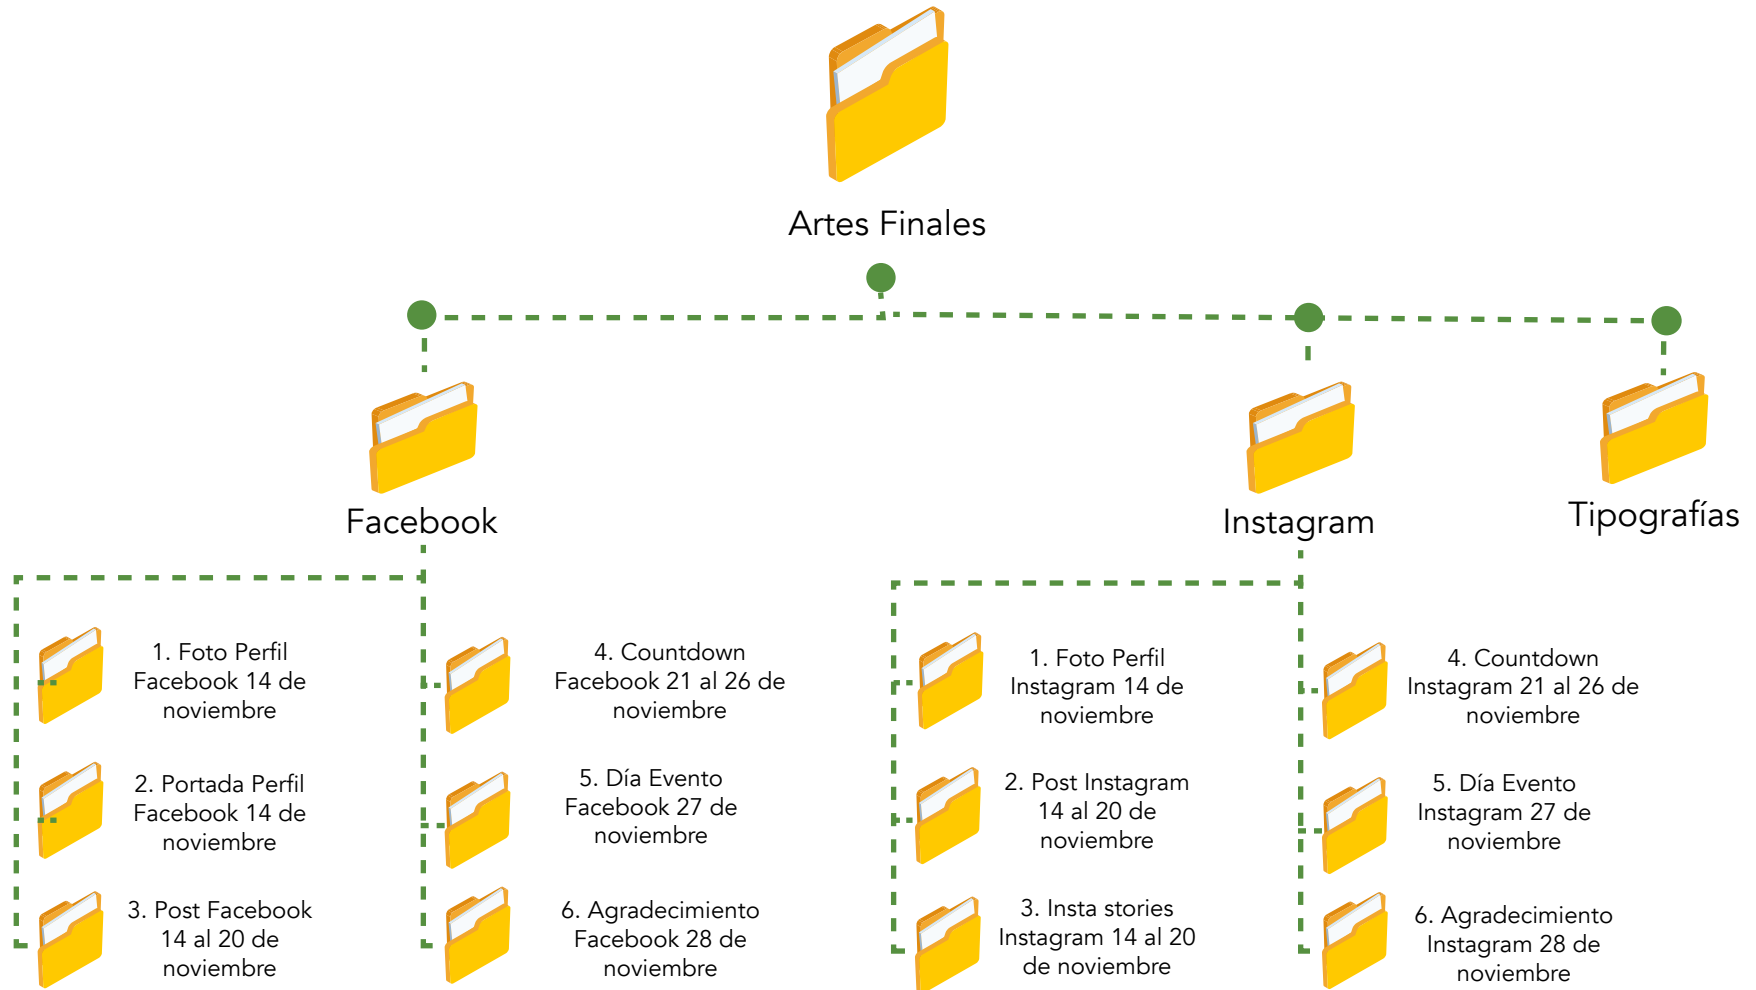 Artes Finales
Facebook
Instagram
Tipografías
1. Foto Perfil
Facebook 14 de
noviembre
2. Portada Perfil
Facebook 14 de
noviembre
3. Post Facebook
14 al 20 de
noviembre
4. Countdown
Facebook 21 al 26 de
noviembre
5. Día Evento
Facebook 27 de
noviembre
6. Agradecimiento
Facebook 28 de
noviembre
1. Foto Perfil
Instagram 14 de
noviembre
2. Post Instagram
14 al 20 de
noviembre
3. Insta stories
Instagram 14 al 20
de noviembre
4. Countdown
Instagram 21 al 26 de
noviembre
5. Día Evento
Instagram 27 de
noviembre
6. Agradecimiento
Instagram 28 de
noviembre